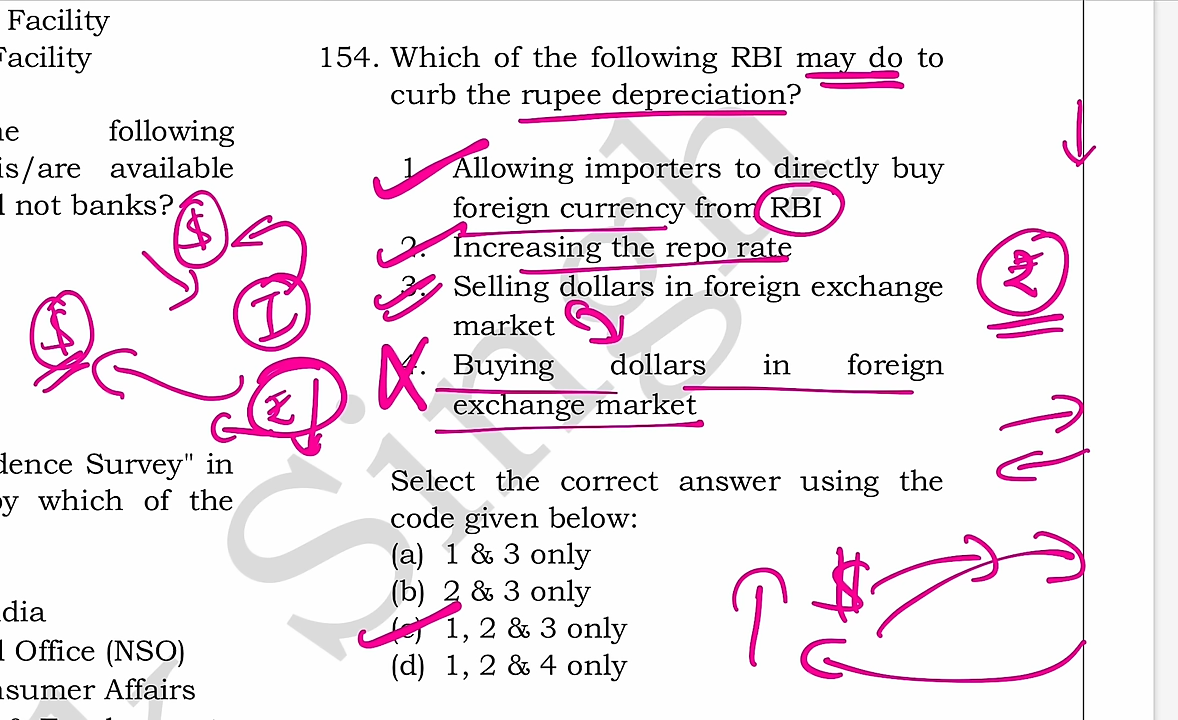 Facility
Facility
he following
is/are available
l not banks?
dence Survey" in
y which of the
dia
l Office (NSO)
nsumer Affairs
154. Which of the following RBI may do to
curb the rupee depreciation?
1. Allowing importers to directly buy
foreign currency from RBI
2. Increasing the repo rate
3. Selling dollars in foreign exchange
market
4. Buying dollars in foreign
exchange market
Select the correct answer using the
code given below:
(a) 1 & 3 only
(b) 2 & 3 only
(c) 1, 2 & 3 only
(d) 1, 2 & 4 only
$
I
$
₹
₹
$
Singh